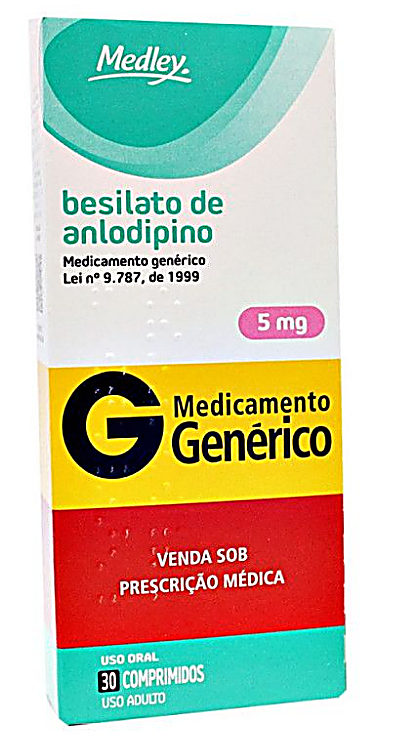 Medley.
besilato de
anlodipino
Medicamento genérico
Lei nº 9.787, de 1999
5 mg
G Medicamento
Genérico
VENDA SOB
PRESCRIÇÃO MÉDICA
USO ORAL
30 COMPRIMIDOS
USO ADULTO